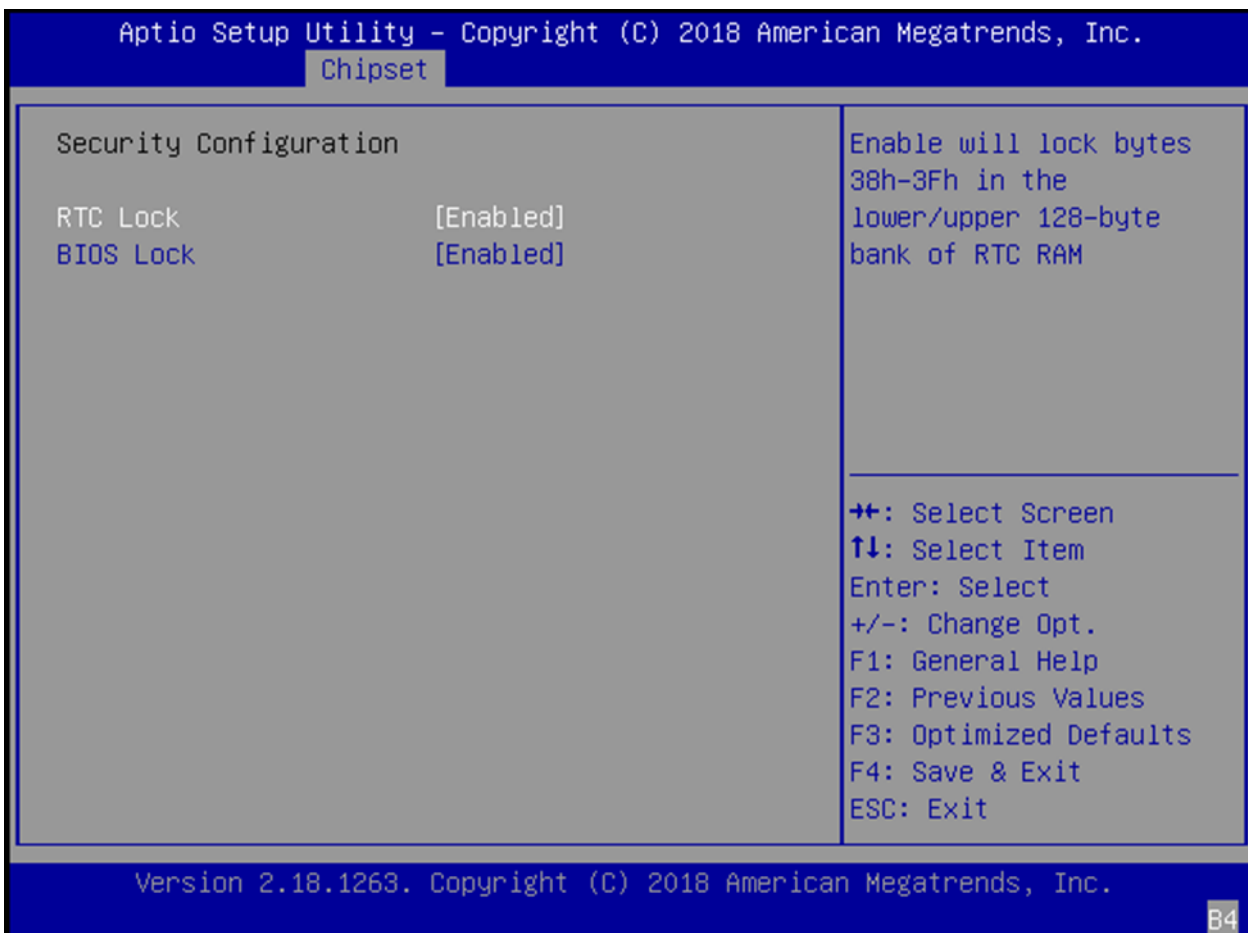 Aptio Setup Utility – Copyright (C) 2018 American Megatrends, Inc.
Chipset
Security Configuration
RTC Lock [Enabled]
BIOS Lock [Enabled]
Enable will lock bytes
38h-3Fh in the
lower/upper 128-byte
bank of RTC RAM
→←: Select Screen
↑↓: Select Item
Enter: Select
+/-: Change Opt.
F1: General Help
F2: Previous Values
F3: Optimized Defaults
F4: Save & Exit
ESC: Exit
Version 2.18.1263. Copyright (C) 2018 American Megatrends, Inc.
B4